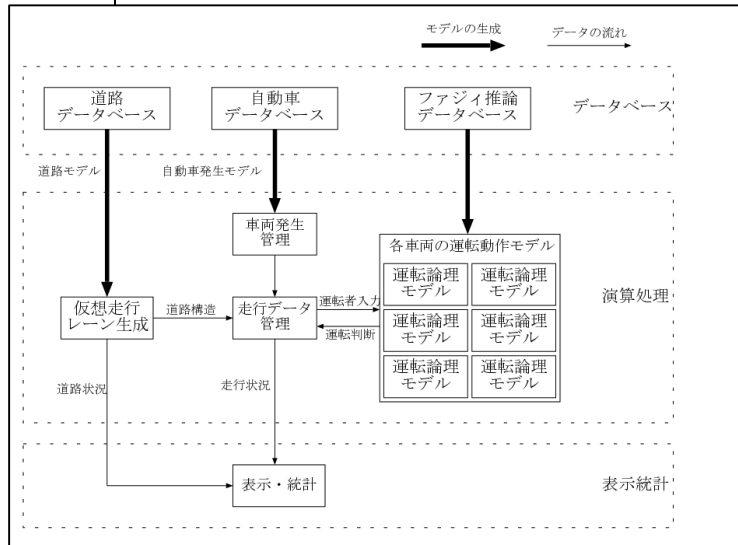 モデルの生成
データの流れ
道路
データベース
自動車
データベース
ファジィ推論
データベース
データベース
道路モデル
自動車発生モデル
車両発生
管理
各車両の運転動作モデル
運転論理
モデル
運転論理
モデル
運転論理
モデル
運転論理
モデル
運転論理
モデル
運転論理
モデル
演算処理
仮想走行
レーン生成
道路構造
走行データ
管理
運転者入力
運転判断
道路状況
走行状況
表示・統計
表示統計